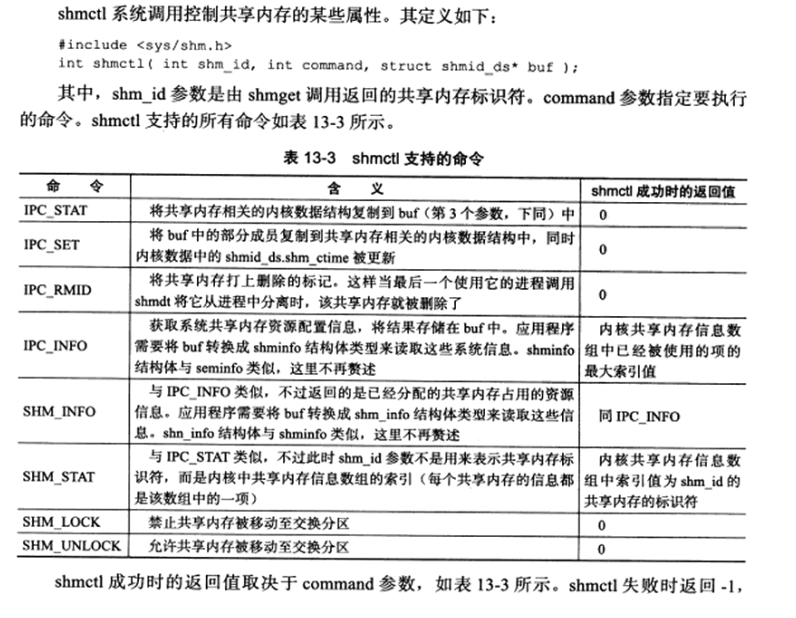 shmctl 系统调用控制共享内存的某些属性。其定义如下：
#include <sys/shm.h>
int shmctl( int shm_id, int command, struct shmid_ds* buf );
其中，shm_id 参数是由 shmget 调用返回的共享内存标识符。command 参数指定要执行
的命令。shmctl 支持的所有命令如表 13-3 所示。
表 13-3 shmctl 支持的命令
命 令 含 义 shmctl 成功时的返回值
IPC_STAT 将共享内存相关的内核数据结构复制到 buf（第 3 个参数，下同）中 0
将 buf 中的部分成员复制到共享内存相关的内核数据结构中，同时
IPC_SET 0
内核数据中的 shmid_ds.shm_ctime 被更新
将共享内存打上删除的标记。这样当最后一个使用它的进程调用
IPC_RMID 0
shmdt 将它从进程中分离时，该共享内存就被删除了
获取系统共享内存资源配置信息，将结果存储在 buf 中。应用程序 内核共享内存信息数
IPC_INFO 需要将 buf 转换成 shminfo 结构体类型来读取这些系统信息。shminfo 组中已经被使用的项的
结构体与 seminfo 类似，这里不再赘述 最大索引值
与 IPC_INFO 类似，不过返回的是已经分配的共享内存占用的资源
SHM_INFO 信息。应用程序需要将 buf 转换成 shm_info 结构体类型来读取这些信 同 IPC_INFO
息。shn_info 结构体与 shminfo 类似，这里不再赘述
与 IPC_STAT 类似，不过此时 shm_id 参数不是用来表示共享内存标 内核共享内存信息数
SHM_STAT 识符，而是内核中共享内存信息数组的索引（每个共享内存的信息都 组中索引值为 shm_id 的
是该数组中的一项） 共享内存的标识符
SHM_LOCK 禁止共享内存被移动至交换分区 0
SHM_UNLOCK 允许共享内存被移动至交换分区 0
shmctl 成功时的返回值取决于 command 参数，如表 13-3 所示。shmctl 失败时返回 -1，